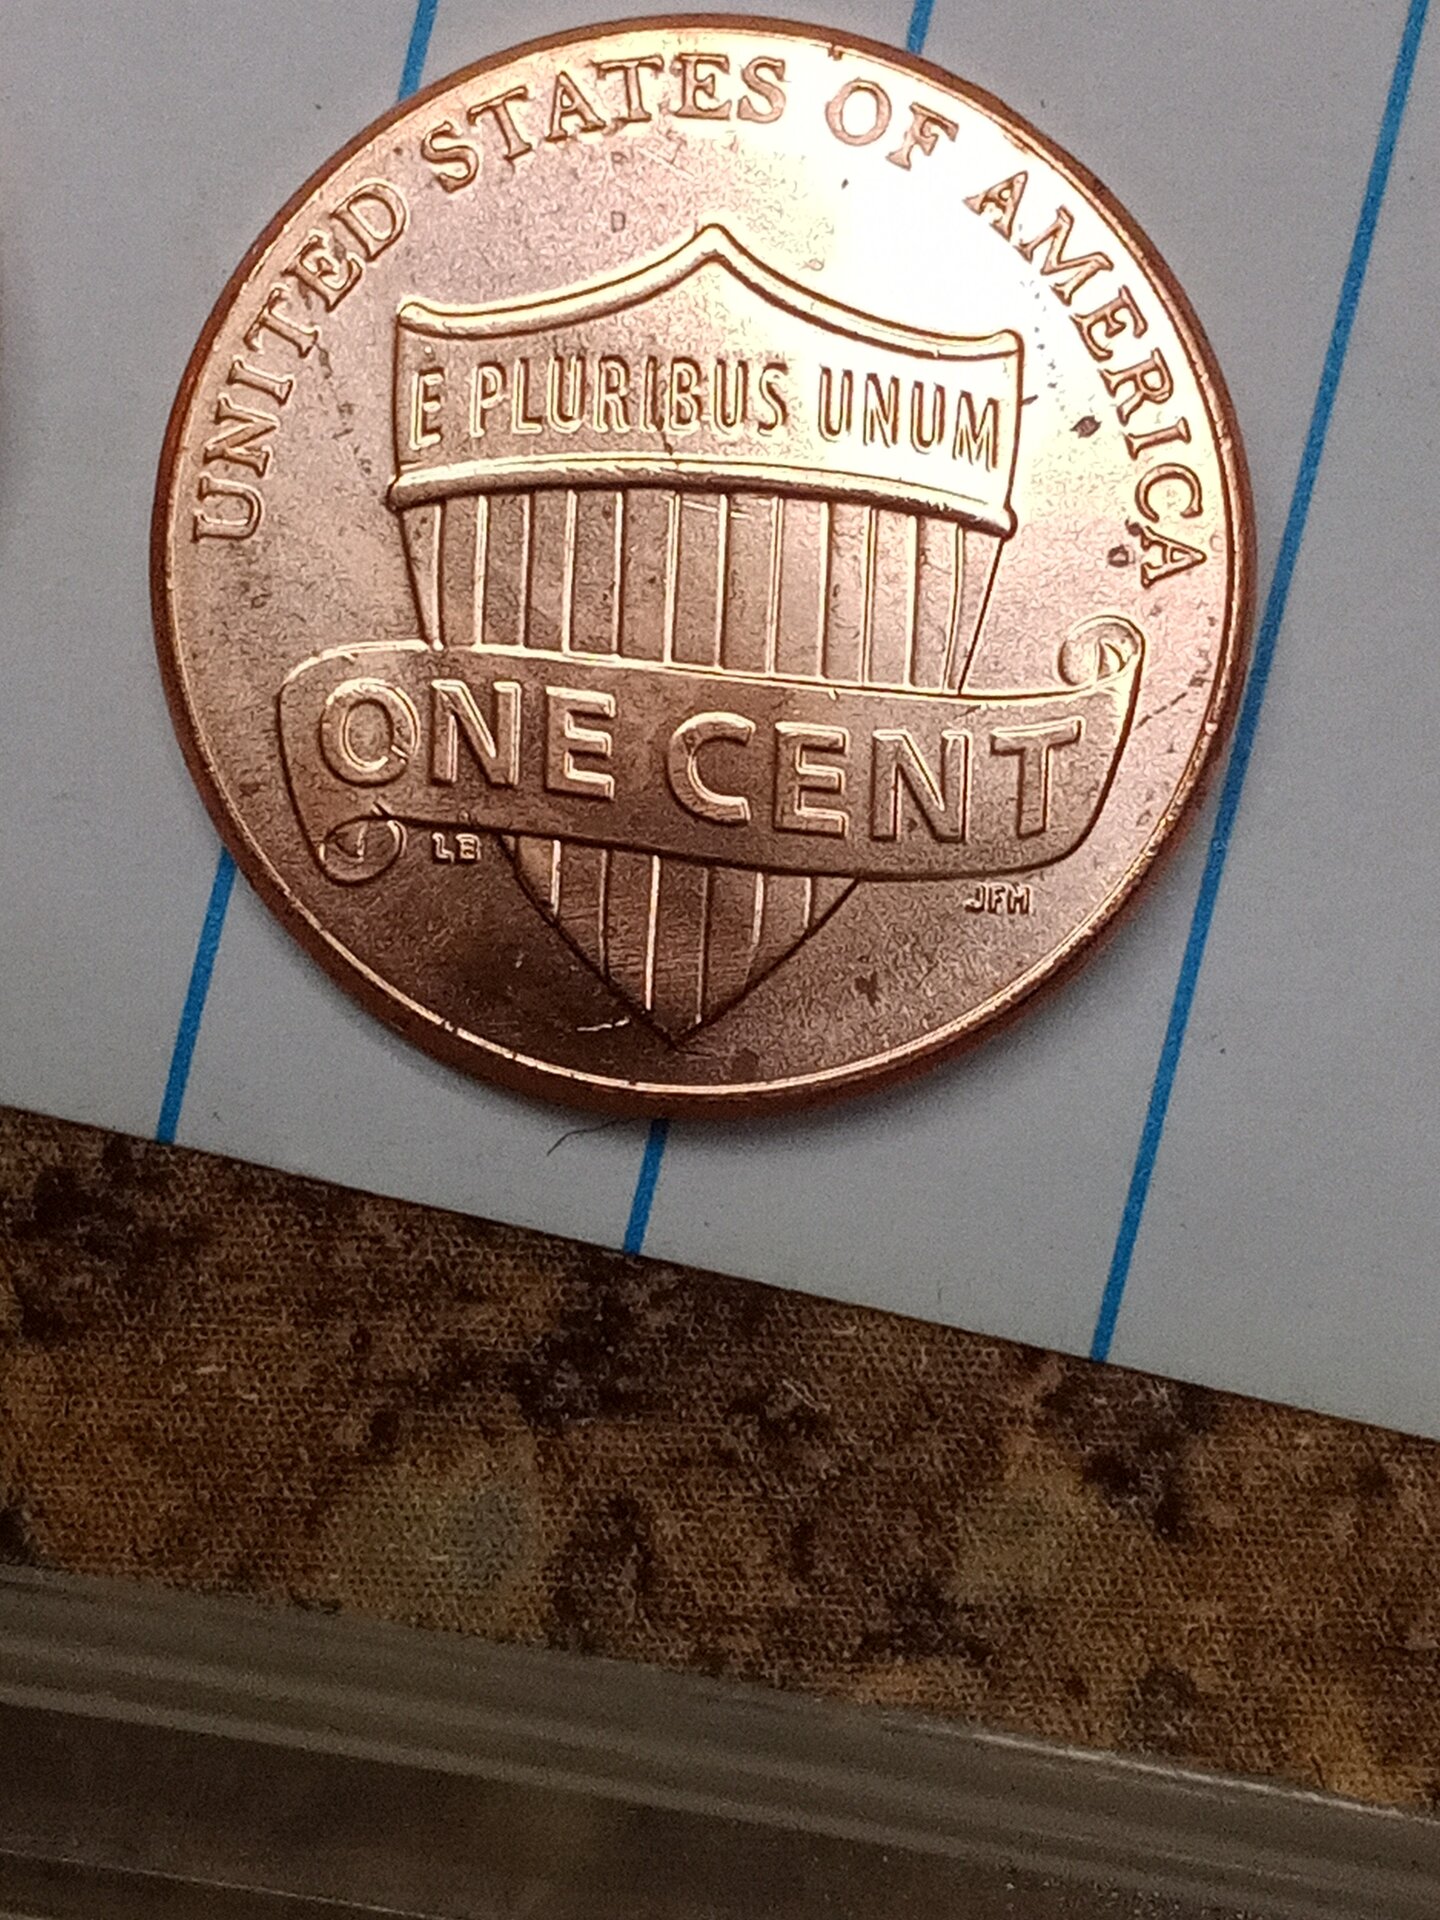 UNITED STATES OF AMERICA
E PLURIBUS UNUM
ONE CENT
LB
JFM